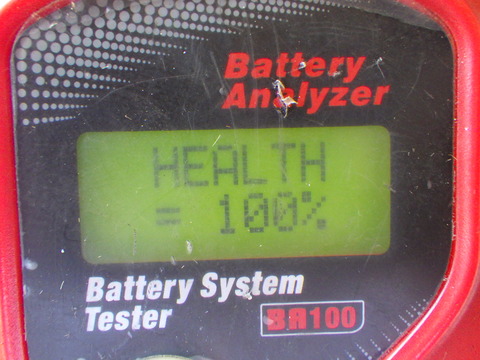 Battery
Analyzer
HEALTH
= 100%
Battery System
Tester
BA100